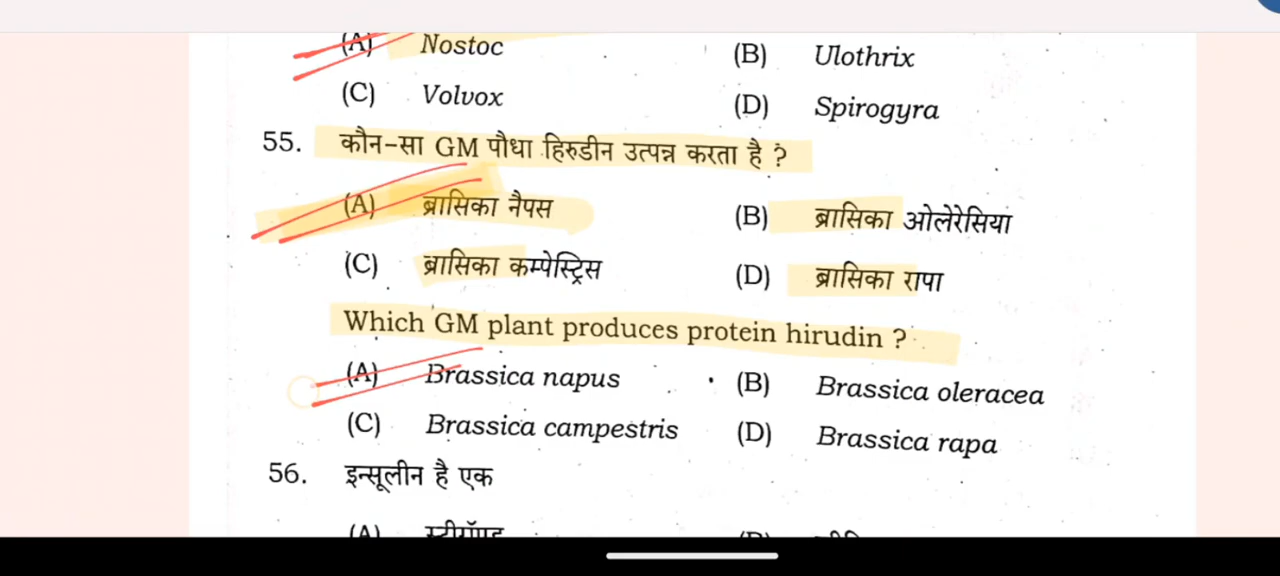 (A) Nostoc (B) Ulothrix
(C) Volvox (D) Spirogyra
55. कौन-सा GM पौधा हिरुडीन उत्पन्न करता है ?
(A) ब्रासिका नैपस (B) ब्रासिका ओलेरेसिया
(C) ब्रासिका कम्पेस्ट्रिस (D) ब्रासिका रापा
Which GM plant produces protein hirudin ?
(A) Brassica napus (B) Brassica oleracea
(C) Brassica campestris (D) Brassica rapa
56. इन्सूलीन है एक
(A)